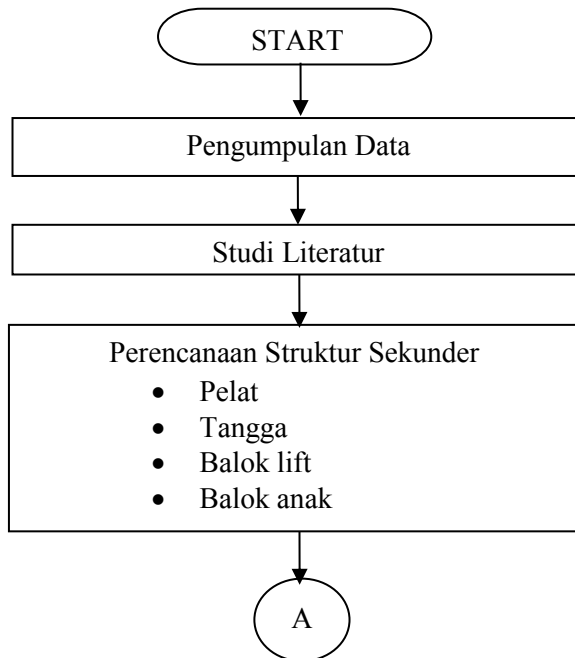 START
Pengumpulan Data
Studi Literatur
Perencanaan Struktur Sekunder
• Pelat
• Tangga
• Balok lift
• Balok anak
A